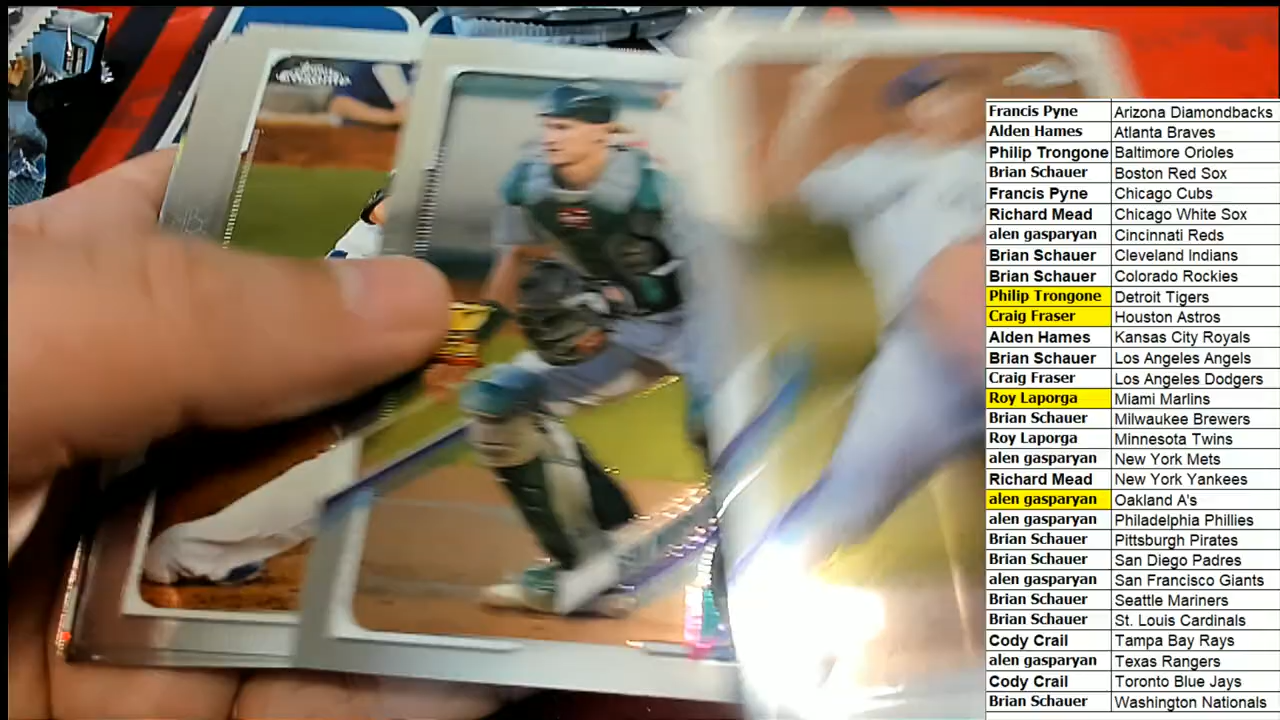 Francis Pyne Arizona Diamondbacks
Alden Hames Atlanta Braves
Philip Trongone Baltimore Orioles
Brian Schauer Boston Red Sox
Francis Pyne Chicago Cubs
Richard Mead Chicago White Sox
alen gasparyan Cincinnati Reds
Brian Schauer Cleveland Indians
Brian Schauer Colorado Rockies
Philip Trongone Detroit Tigers
Craig Fraser Houston Astros
Alden Hames Kansas City Royals
Brian Schauer Los Angeles Angels
Craig Fraser Los Angeles Dodgers
Roy Laporga Miami Marlins
Brian Schauer Milwaukee Brewers
Roy Laporga Minnesota Twins
alen gasparyan New York Mets
Richard Mead New York Yankees
alen gasparyan Oakland A's
alen gasparyan Philadelphia Phillies
Brian Schauer Pittsburgh Pirates
Brian Schauer San Diego Padres
alen gasparyan San Francisco Giants
Brian Schauer Seattle Mariners
Brian Schauer St. Louis Cardinals
Cody Crail Tampa Bay Rays
alen gasparyan Texas Rangers
Cody Crail Toronto Blue Jays
Brian Schauer Washington Nationals